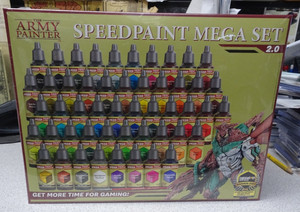 THE
ARMY
PAINTER
SPEEDPAINT MEGA SET
2.0
GET MORE TIME FOR GAMING!